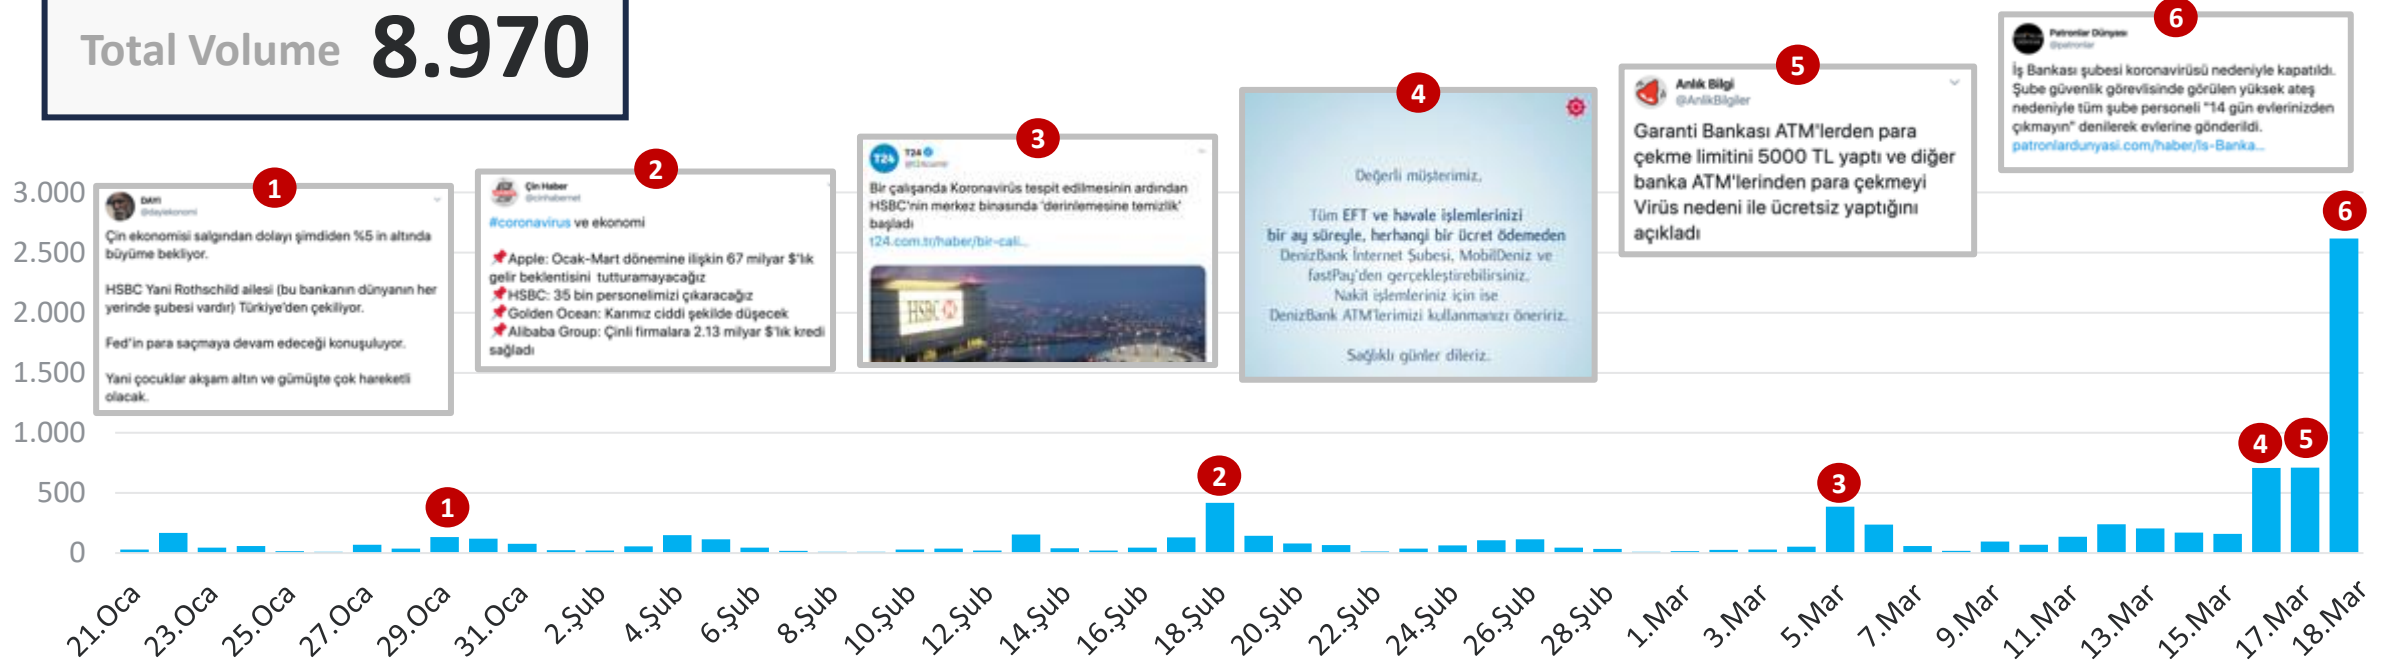 Total Volume 8.970
3.000
2.500
2.000
1.500
1.000
500
0
1
DAYI
@dayiekonomi
Çin ekonomisi salgından dolayı şimdiden %5 in altında
büyüme bekliyor.
HSBC Yani Rothschild ailesi (bu bankanın dünyanın her
yerinde şubesi vardır) Türkiye'den çekiliyor.
Fed'in para saçmaya devam edeceği konuşuluyor.
Yani çocuklar akşam altın ve gümüşte çok hareketli
olacak.
2
Çin Haber
@cinhabernet
#coronavirus ve ekonomi
📌Apple: Ocak-Mart dönemine ilişkin 67 milyar $'lık
gelir beklentisini tutturamayacağız
📌HSBC: 35 bin personelimizi çıkaracağız
📌Golden Ocean: Karımız ciddi şekilde düşecek
📌Alibaba Group: Çinli firmalara 2.13 milyar $'lık kredi
sağladı
3
T24
T24
Bir çalışanda Koronavirüs tespit edilmesinin ardından
HSBC'nin merkez binasında 'derinlemesine temizlik'
başladı
t24.com.tr/haber/bir-cali...
HSBC
4
Değerli müşterimiz,
Tüm EFT ve havale işlemlerinizi
bir ay süreyle, herhangi bir ücret ödemeden
DenizBank İnternet Şubesi, MobilDeniz ve
fastPay'den gerçekleştirebilirsiniz.
Nakit işlemleriniz için ise
DenizBank ATM'lerimizi kullanmanızı öneririz.
Sağlıklı günler dileriz.
5
Anlık Bilgi
@AnlikBilgiler
Garanti Bankası ATM'lerden para
çekme limitini 5000 TL yaptı ve diğer
banka ATM'lerinden para çekmeyi
Virüs nedeni ile ücretsiz yaptığını
açıkladı
6
Patronlar Dünyası
@patronlar
İş Bankası şubesi koronavirüsü nedeniyle kapatıldı.
Şube güvenlik görevlisinde görülen yüksek ateş
nedeniyle tüm şube personeli "14 gün evlerinizden
çıkmayın" denilerek evlerine gönderildi.
patronlardunyasi.com/haber/Is-Banka...
1
2
3
4
5
6
21.Oca
23.Oca
25.Oca
27.Oca
29.Oca
31.Oca
2.Şub
4.Şub
6.Şub
8.Şub
10.Şub
12.Şub
14.Şub
16.Şub
18.Şub
20.Şub
22.Şub
24.Şub
26.Şub
28.Şub
1.Mar
3.Mar
5.Mar
7.Mar
9.Mar
11.Mar
13.Mar
15.Mar
17.Mar
18.Mar